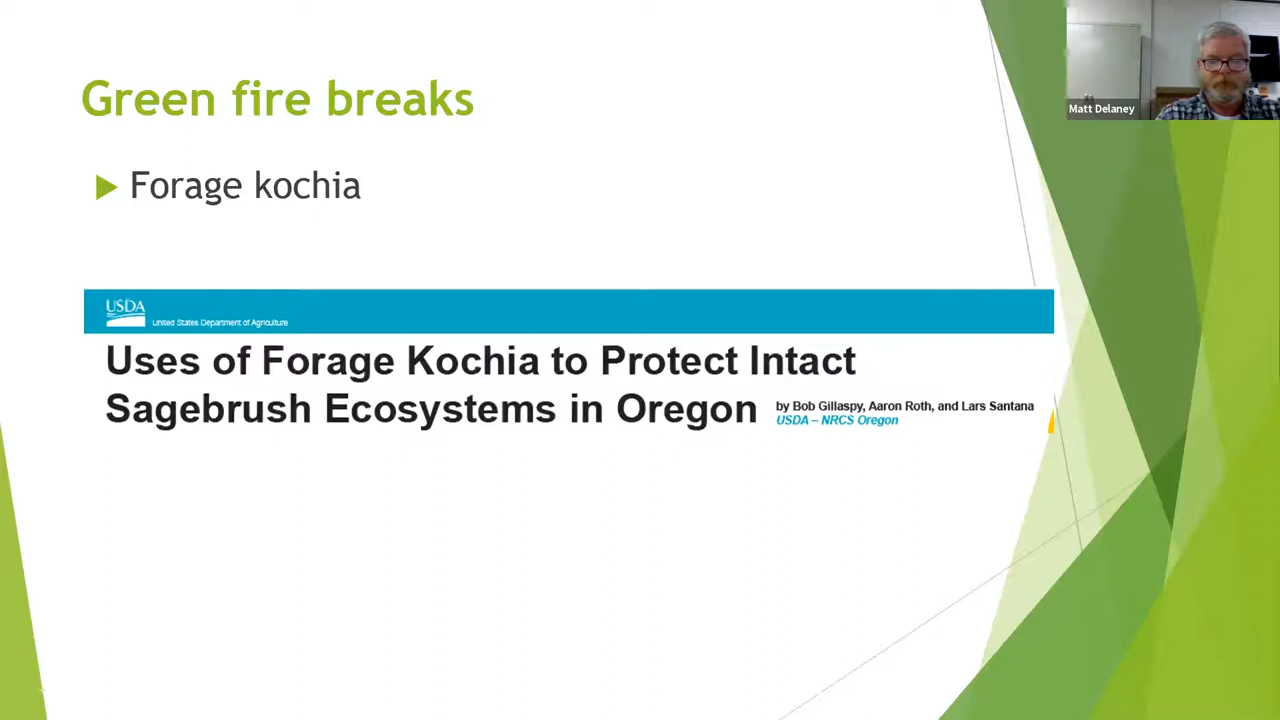 Green fire breaks
Matt Delaney
Forage kochia
USDA
United States Department of Agriculture
Uses of Forage Kochia to Protect Intact
Sagebrush Ecosystems in Oregon
by Bob Gillaspy, Aaron Roth, and Lars Santana
USDA – NRCS Oregon